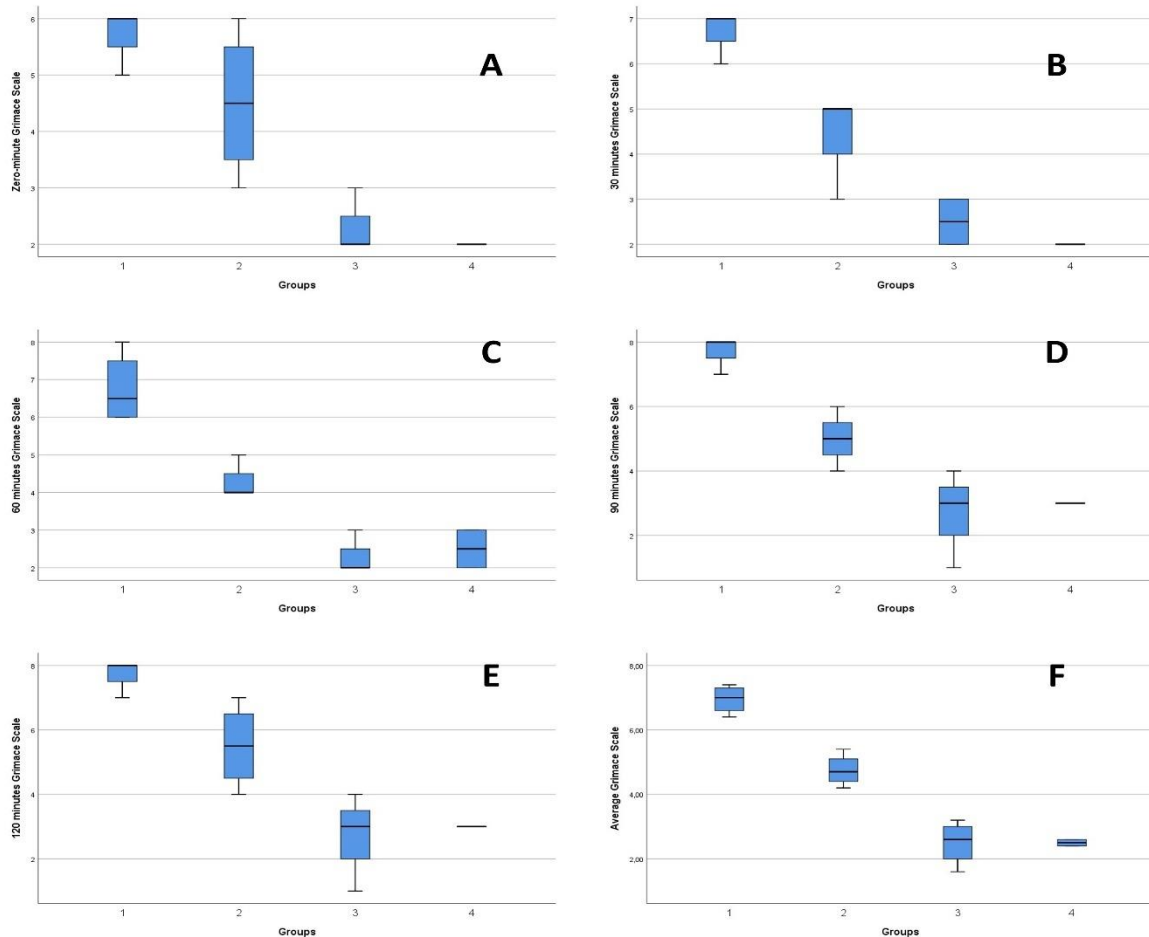 A
Zero-minute Grimace Scale
6
5
4
3
2
1 2 3 4
Groups
B
30 minutes Grimace Scale
7
6
5
4
3
2
1 2 3 4
Groups
C
60 minutes Grimace Scale
8
7
6
5
4
3
2
1 2 3 4
Groups
D
90 minutes Grimace Scale
8
6
4
2
1 2 3 4
Groups
E
120 minutes Grimace Scale
8
6
4
2
1 2 3 4
Groups
F
Average Grimace Scale
8,00
6,00
4,00
2,00
1 2 3 4
Groups